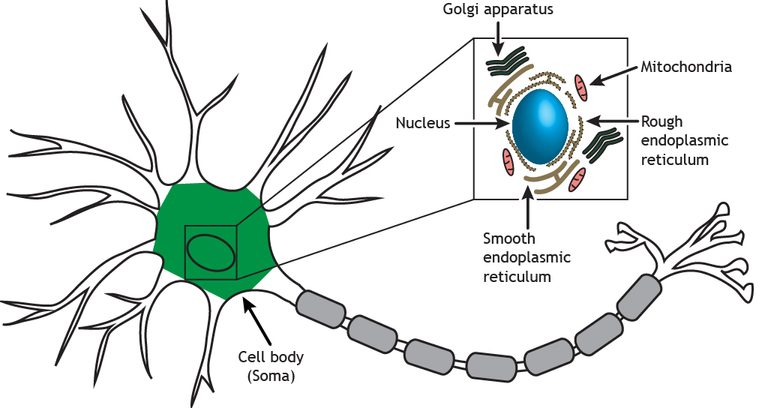 Golgi apparatus
Mitochondria
Nucleus
Rough
endoplasmic
reticulum
Smooth
endoplasmic
reticulum
Cell body
(Soma)